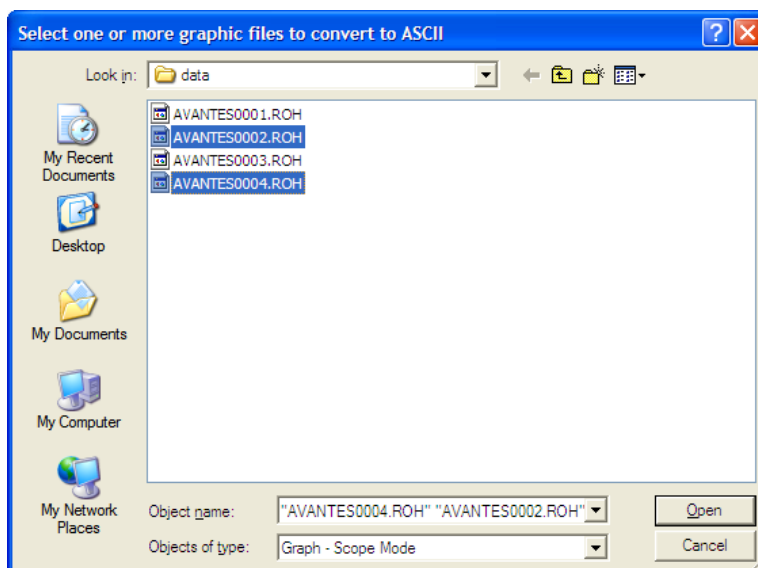 Select one or more graphic files to convert to ASCII
Look in:
data
AVANTES0001.ROH
AVANTES0002.ROH
AVANTES0003.ROH
AVANTES0004.ROH
My Recent
Documents
Desktop
My Documents
My Computer
My Network
Places
Object name:
"AVANTES0004.ROH" "AVANTES0002.ROH"
Open
Objects of type:
Graph - Scope Mode
Cancel